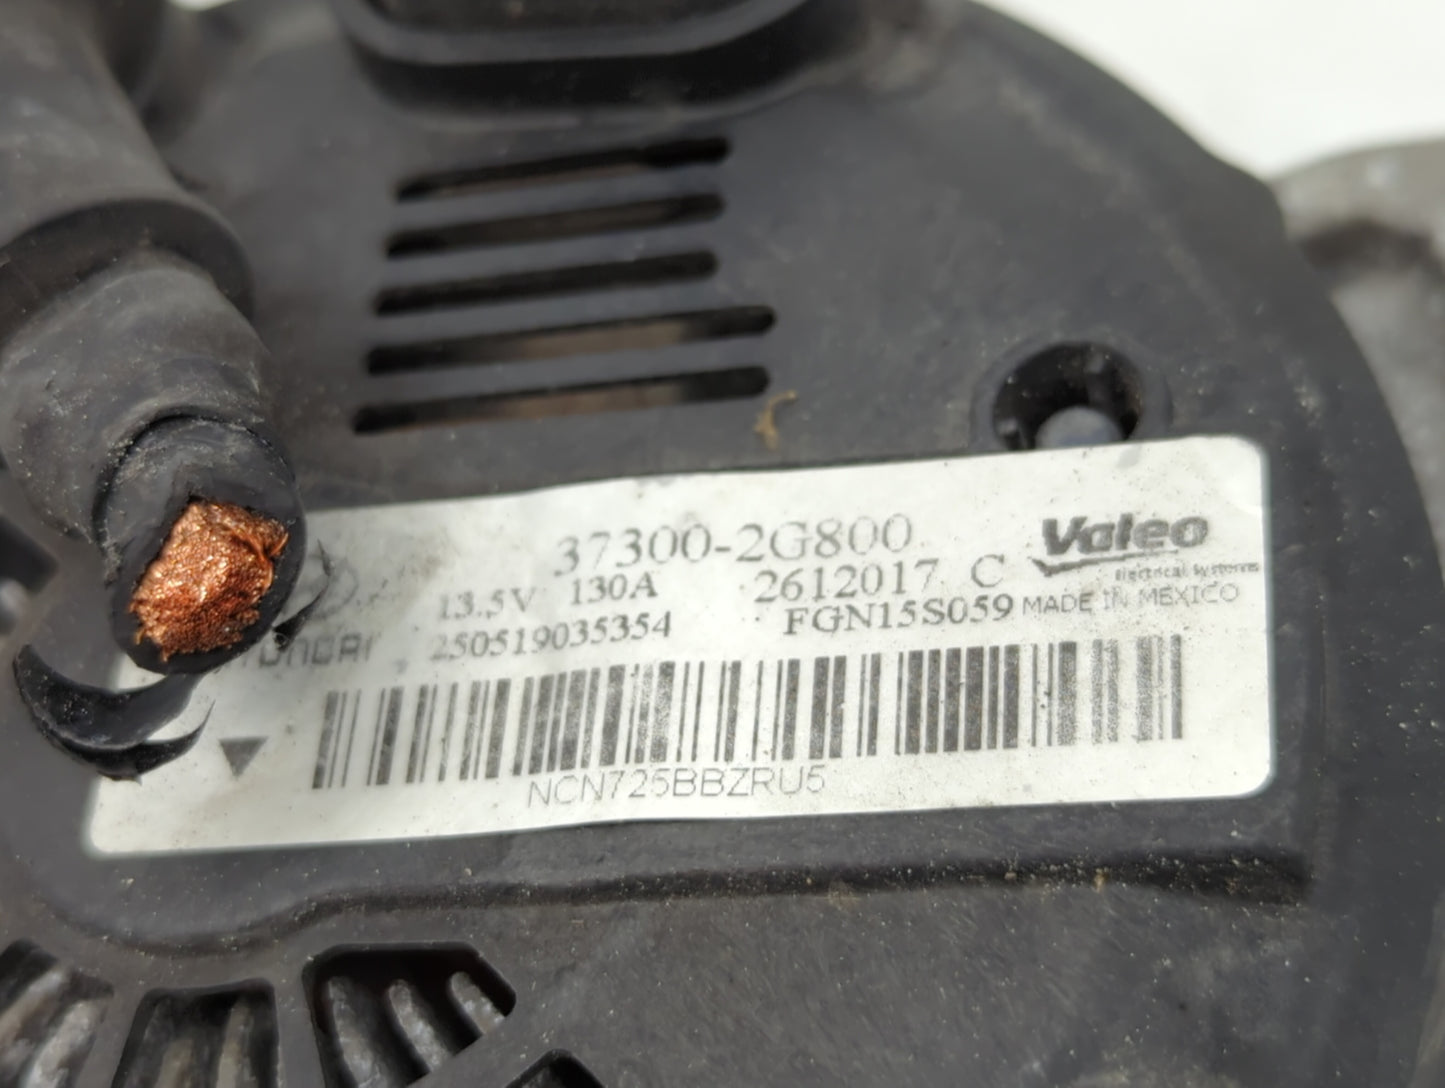 37300-2G800
Valeo
Electrical Systems
13.5V 130A 2612017 C
250519035354 FGN15S059 MADE IN MEXICO
NCN725BBZRU5